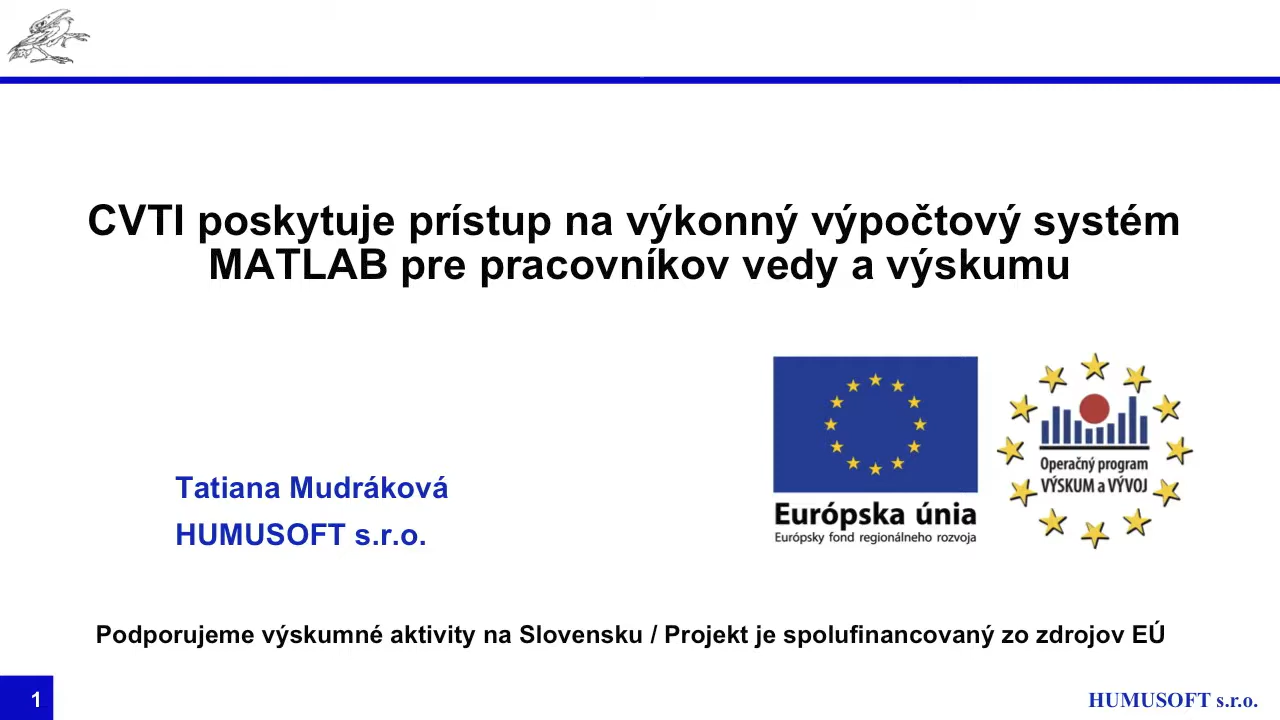 CVTI poskytuje prístup na výkonný výpočtový systém
MATLAB pre pracovníkov vedy a výskumu
Tatiana Mudráková
HUMUSOFT s.r.o.
Európska únia
Európsky fond regionálneho rozvoja
Operačný program
VÝSKUM a VÝVOJ
Podporujeme výskumné aktivity na Slovensku / Projekt je spolufinancovaný zo zdrojov EÚ
1
HUMUSOFT s.r.o.